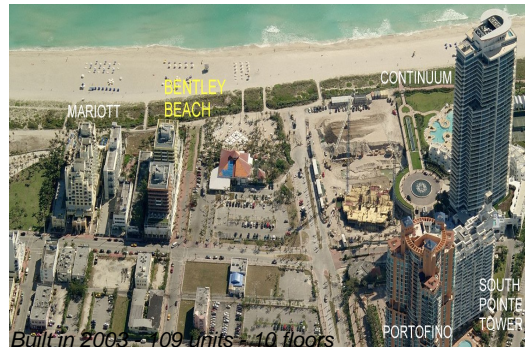 BENTLEY
BEACH
CONTINUUM
MARIOTT
SOUTH
POINTE
TOWER
PORTOFINO
Built in 2003 - 109 units - 10 floors